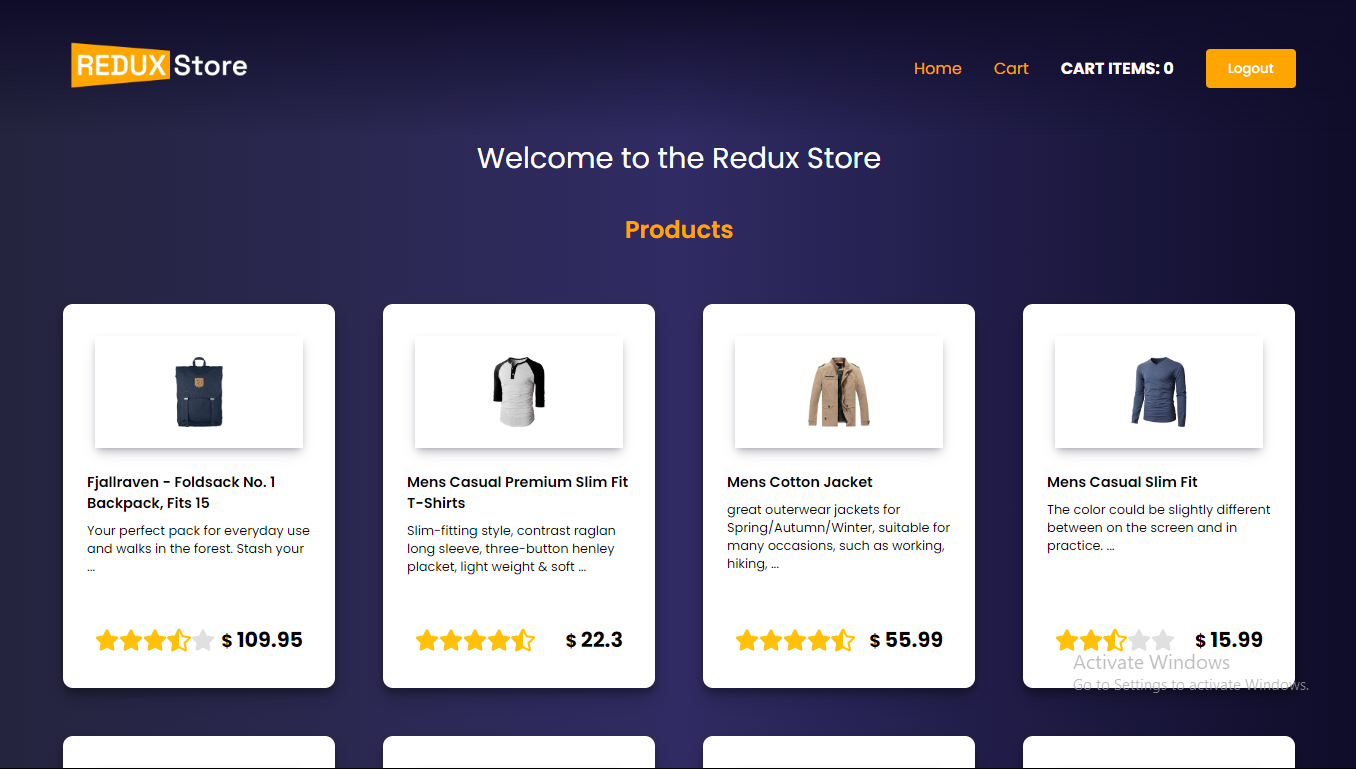 REDUX Store
Home Cart CART ITEMS: 0 Logout
Welcome to the Redux Store
Products
Fjallraven - Foldsack No. 1
Backpack, Fits 15
Your perfect pack for everyday use
and walks in the forest. Stash your
...
$ 109.95
Mens Casual Premium Slim Fit
T-Shirts
Slim-fitting style, contrast raglan
long sleeve, three-button henley
placket, light weight & soft ...
$ 22.3
Mens Cotton Jacket
great outerwear jackets for
Spring/Autumn/Winter, suitable for
many occasions, such as working,
hiking, ...
$ 55.99
Mens Casual Slim Fit
The color could be slightly different
between on the screen and in
practice. ...
$ 15.99
Activate Windows
Go to Settings to activate Windows.